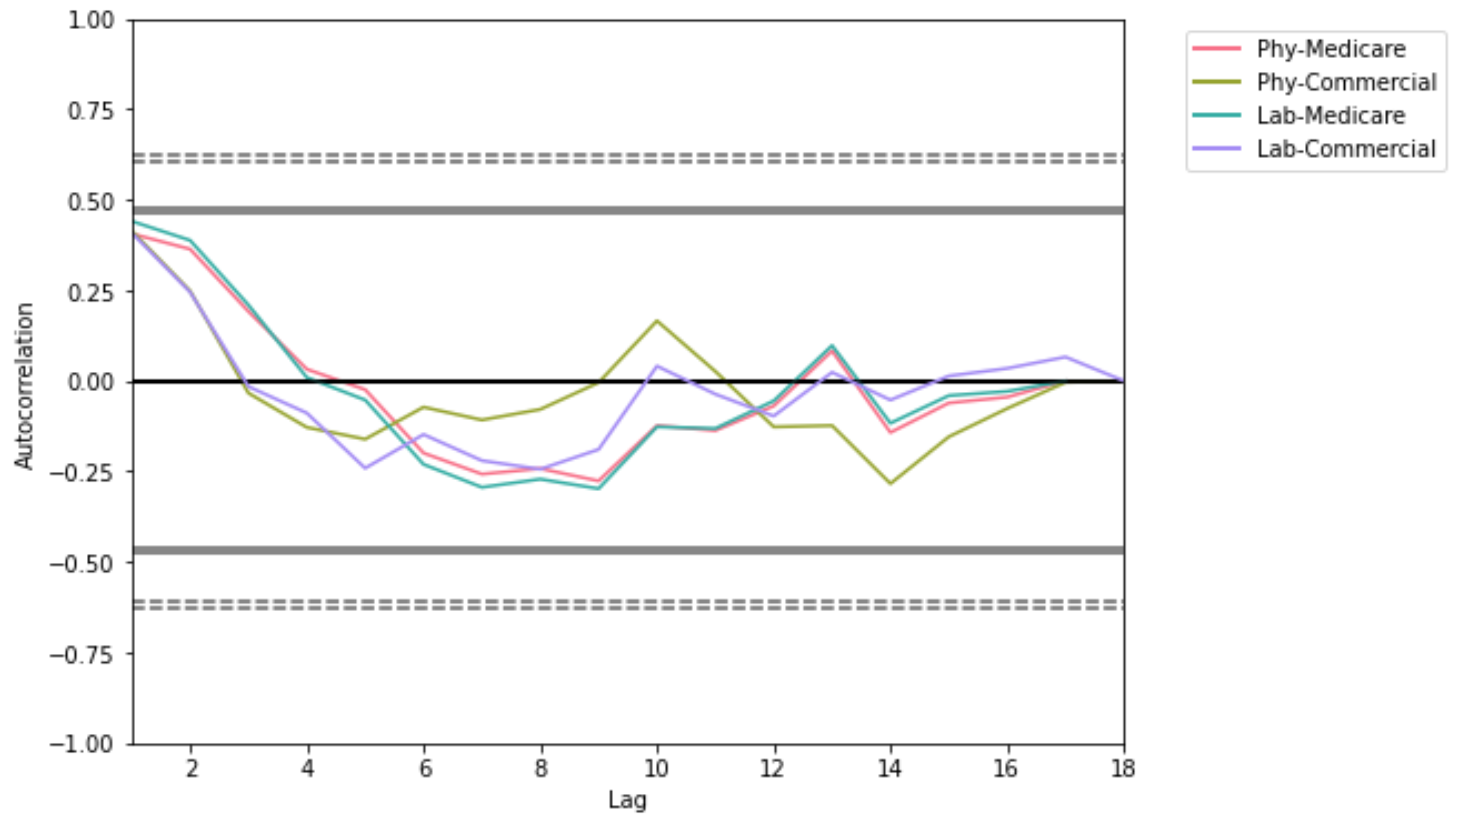 1.00
0.75
0.50
0.25
0.00
−0.25
−0.50
−0.75
−1.00
Autocorrelation
2 4 6 8 10 12 14 16 18
Lag
Phy-Medicare
Phy-Commercial
Lab-Medicare
Lab-Commercial